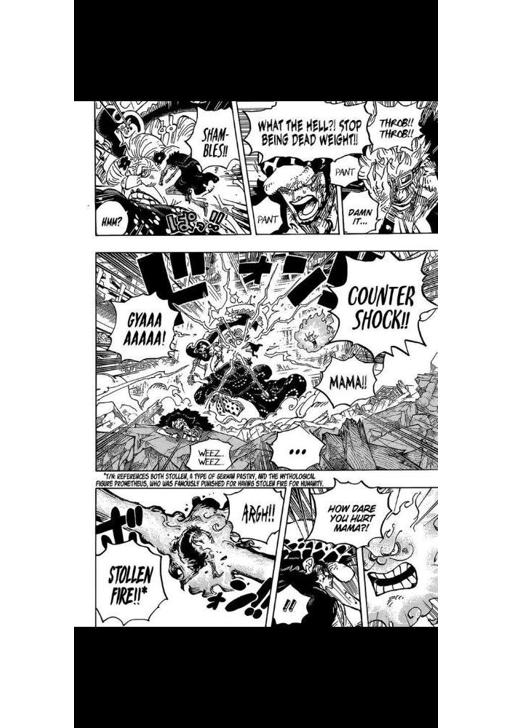 THROB!!
THROB!!
DAMN
IT...
WHAT THE HELL?! STOP
BEING DEAD WEIGHT!!
PANT
PANT
SHAM-
BLES!!
HMM?
COUNTER
SHOCK!!
MAMA!!
GYAAA
AAAAA!
...
WEEZ...
WEEZ...
*T/N: REFERENCES BOTH STOLLEN, A TYPE OF GERMAN PASTRY, AND THE MYTHOLOGICAL
FIGURE PROMETHEUS, WHO WAS FAMOUSLY PUNISHED FOR HAVING STOLEN FIRE FOR HUMANITY.
HOW DARE
YOU HURT
MAMA?!
!!
ARGH!!
STOLLEN
FIRE!!*